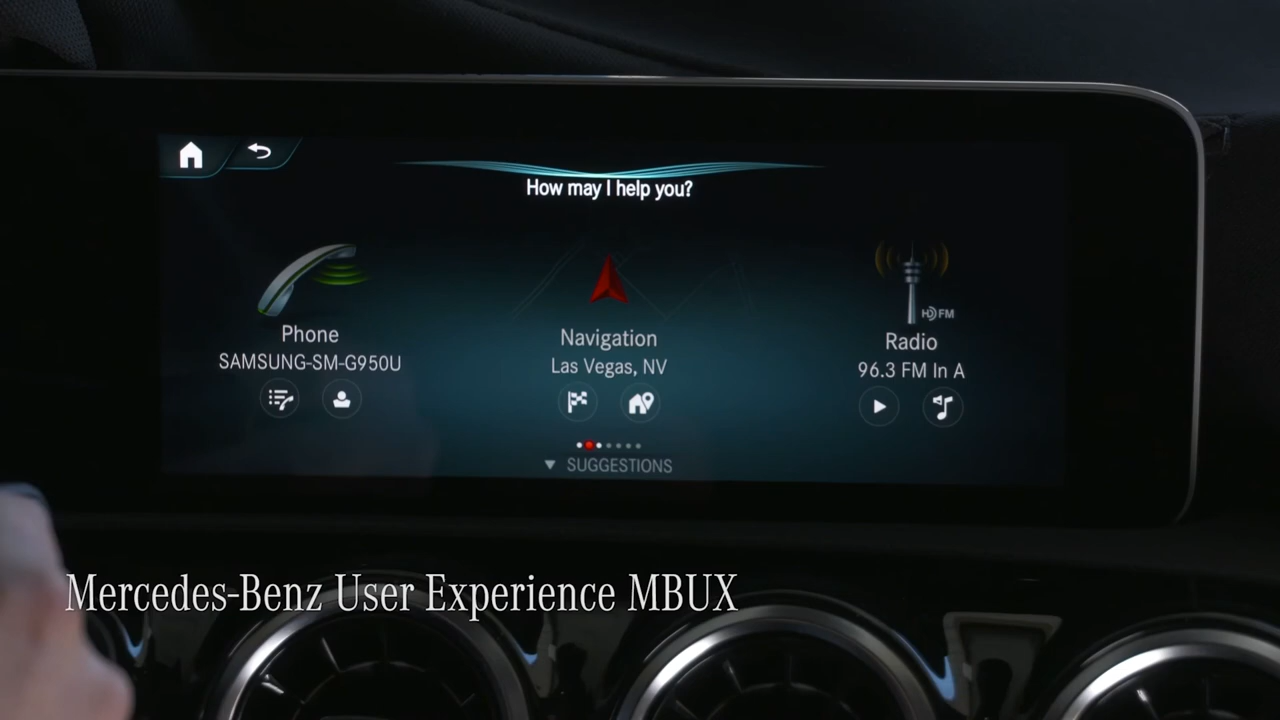 How may I help you?
Phone
SAMSUNG-SM-G950U
Navigation
Las Vegas, NV
HD FM
Radio
96.3 FM In A
SUGGESTIONS
Mercedes-Benz User Experience MBUX